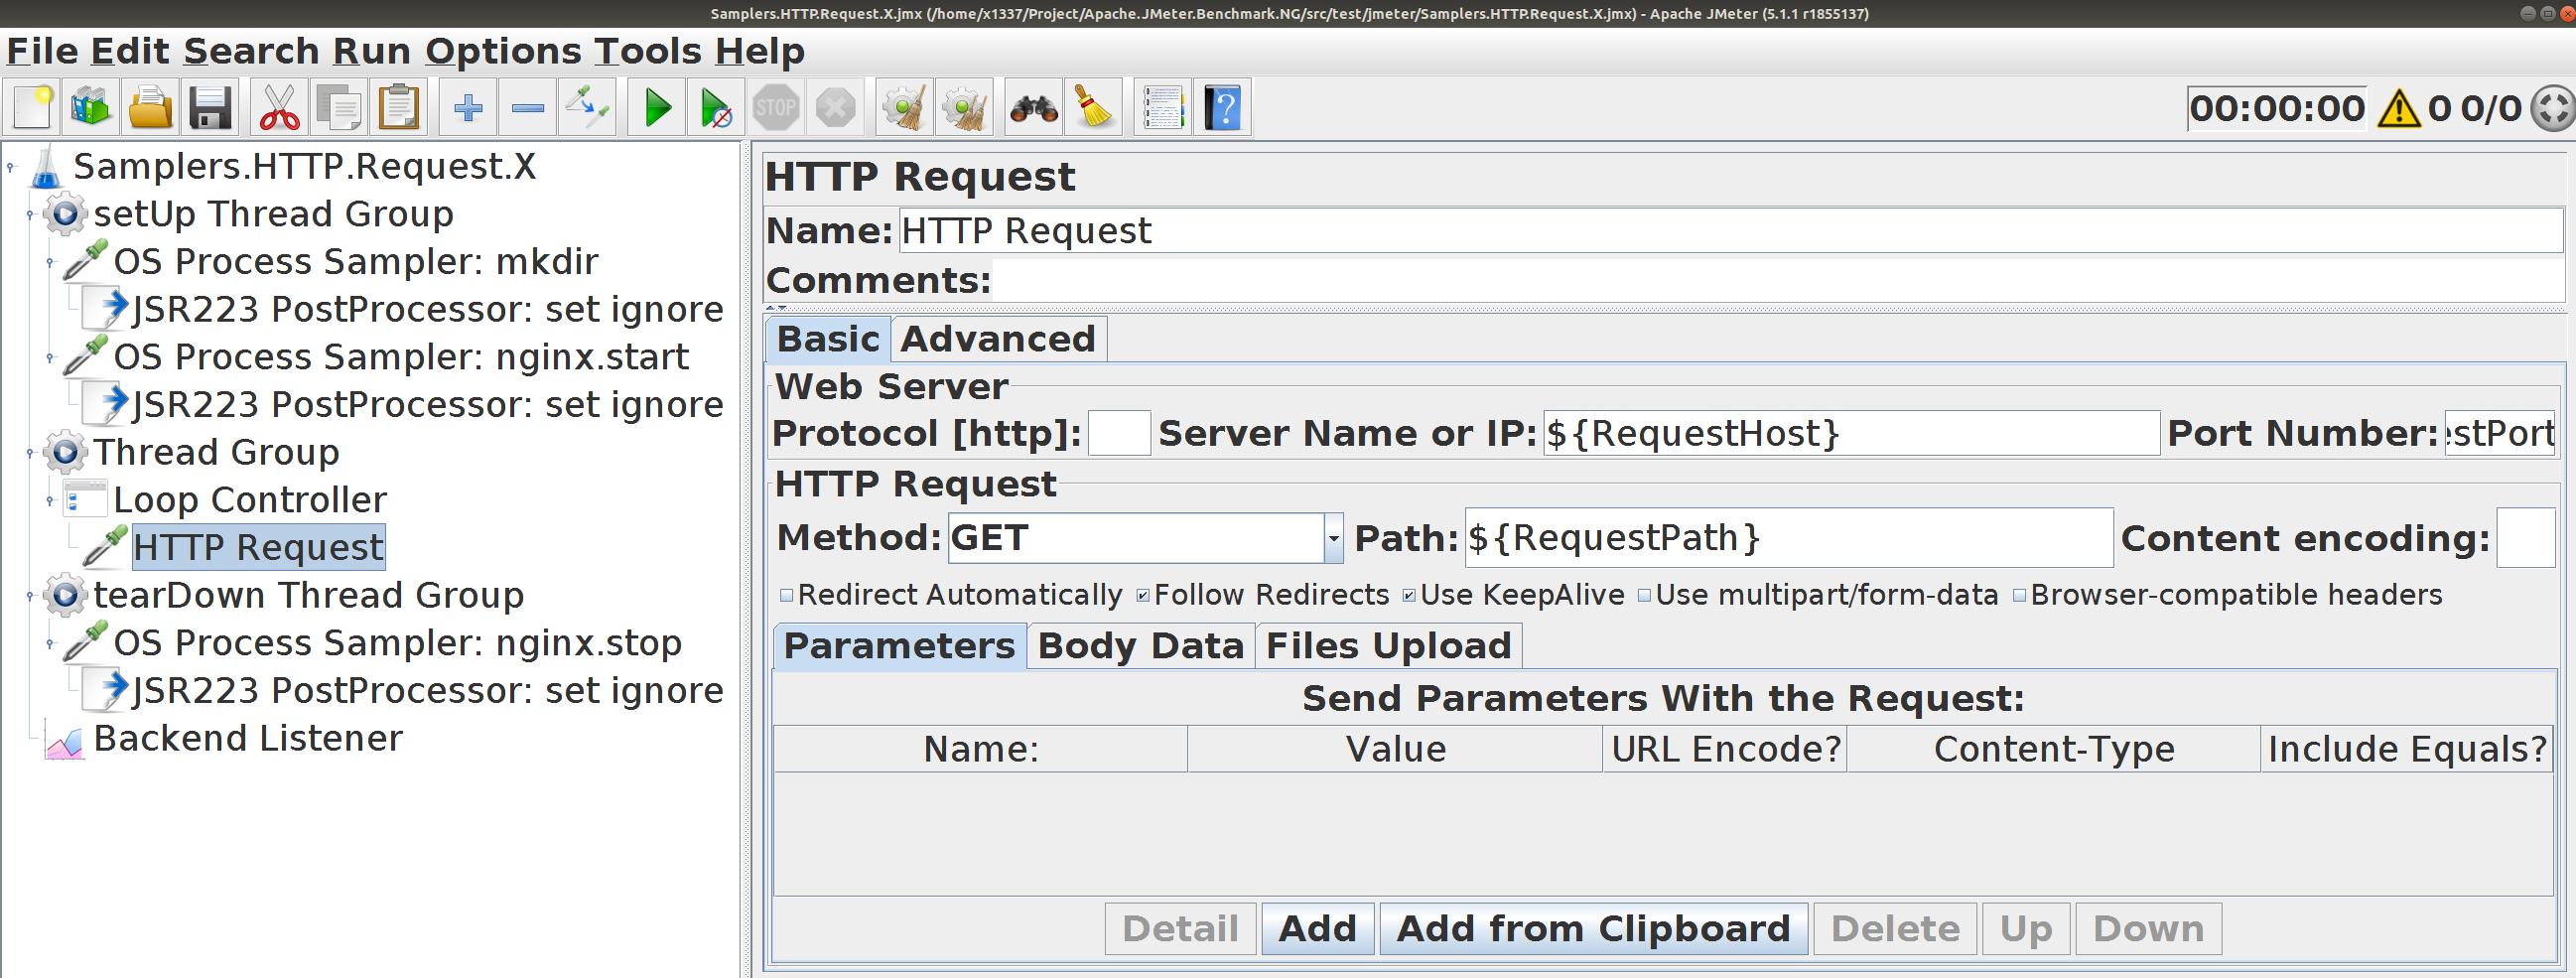 Samplers.HTTP.Request.X.jmx (/home/x1337/Project/Apache.JMeter.Benchmark.NG/src/test/jmeter/Samplers.HTTP.Request.X.jmx) - Apache JMeter (5.1.1 r1855137)
File Edit Search Run Options Tools Help
STOP
00:00:00 0 0/0
Samplers.HTTP.Request.X
setUp Thread Group
OS Process Sampler: mkdir
JSR223 PostProcessor: set ignore
OS Process Sampler: nginx.start
JSR223 PostProcessor: set ignore
Thread Group
Loop Controller
HTTP Request
tearDown Thread Group
OS Process Sampler: nginx.stop
JSR223 PostProcessor: set ignore
Backend Listener
HTTP Request
Name: HTTP Request
Comments:
Basic Advanced
Web Server
Protocol [http]: Server Name or IP: ${RequestHost} Port Number: estPort
HTTP Request
Method: GET Path: ${RequestPath} Content encoding:
Redirect Automatically Follow Redirects Use KeepAlive Use multipart/form-data Browser-compatible headers
Parameters Body Data Files Upload
Send Parameters With the Request:
Name: Value URL Encode? Content-Type Include Equals?
Detail Add Add from Clipboard Delete Up Down